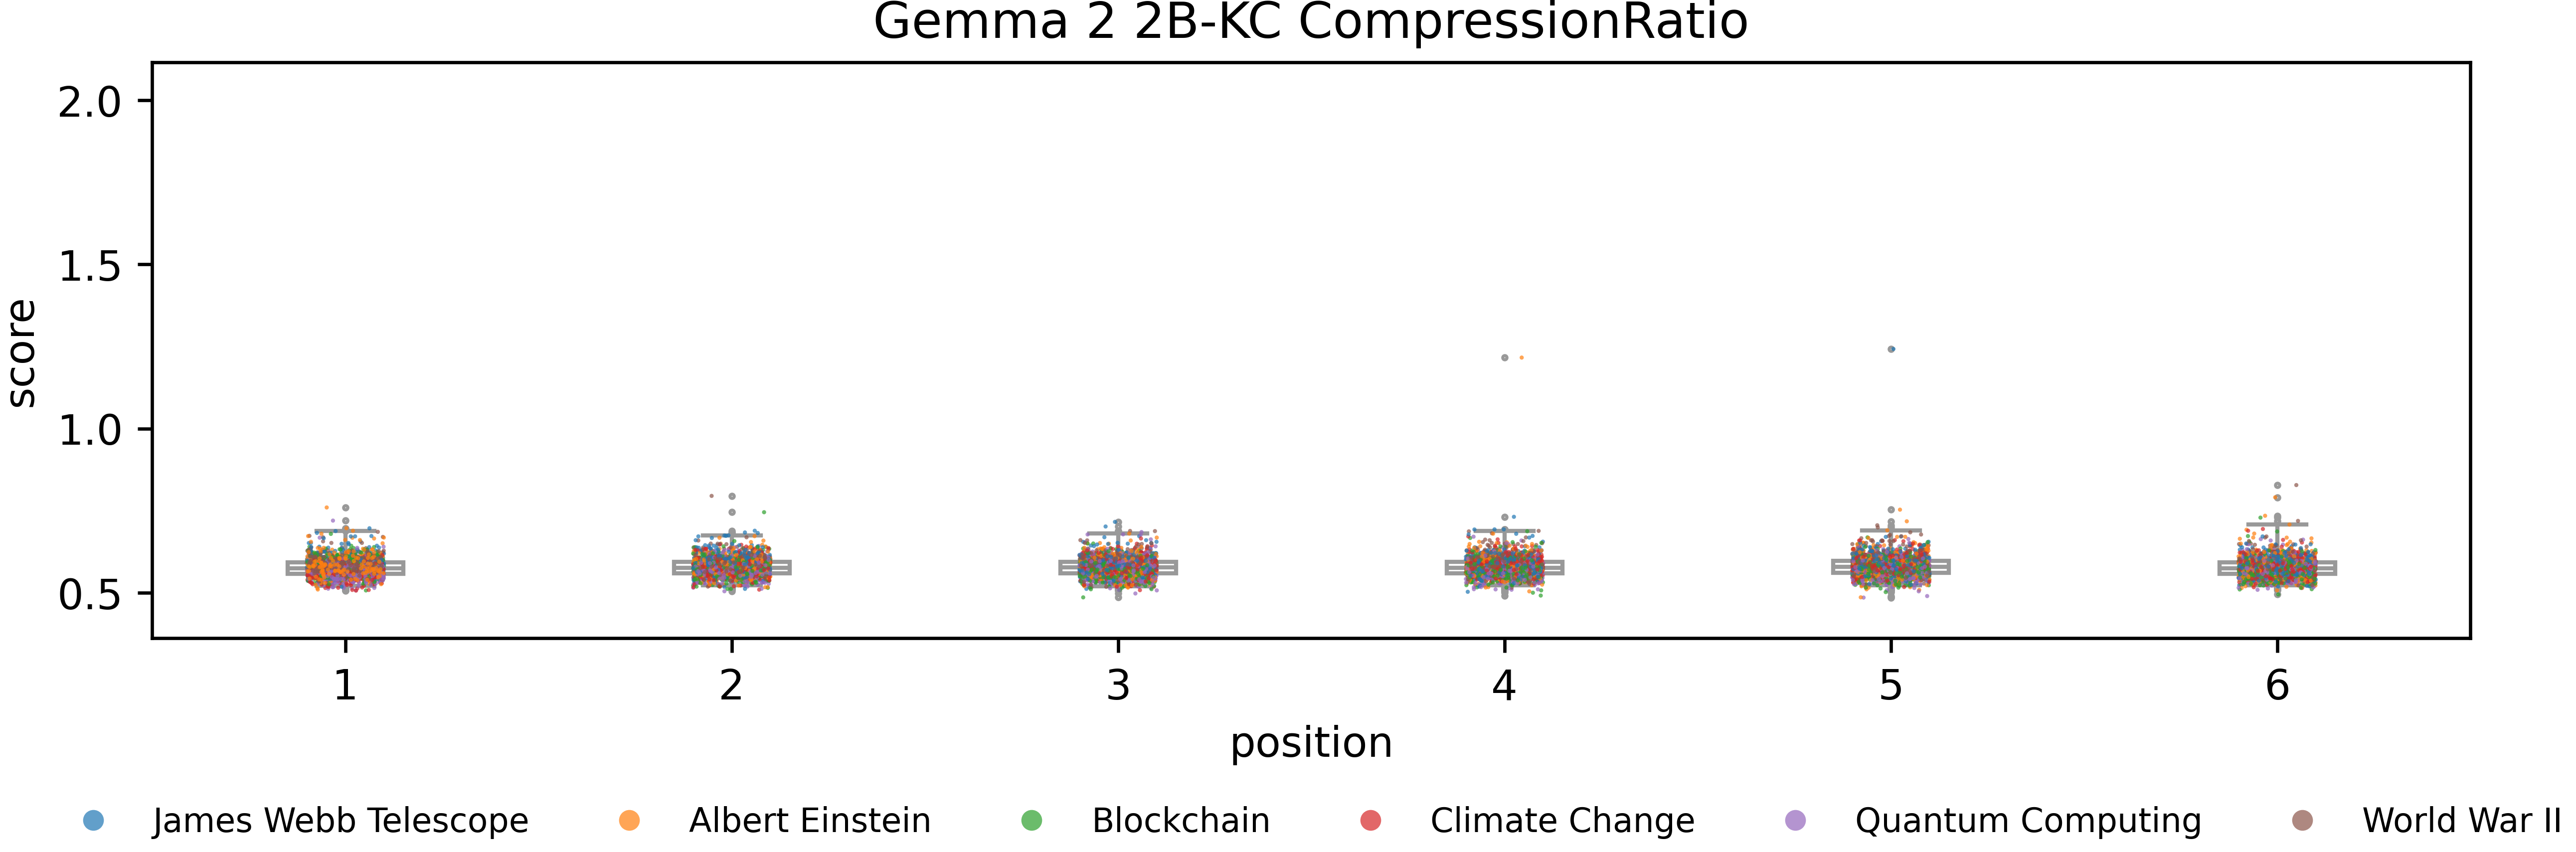 Gemma 2 2B-KC CompressionRatio
2.0
1.5
1.0
0.5
score
1 2 3 4 5 6
position
James Webb Telescope Albert Einstein Blockchain Climate Change Quantum Computing World War II